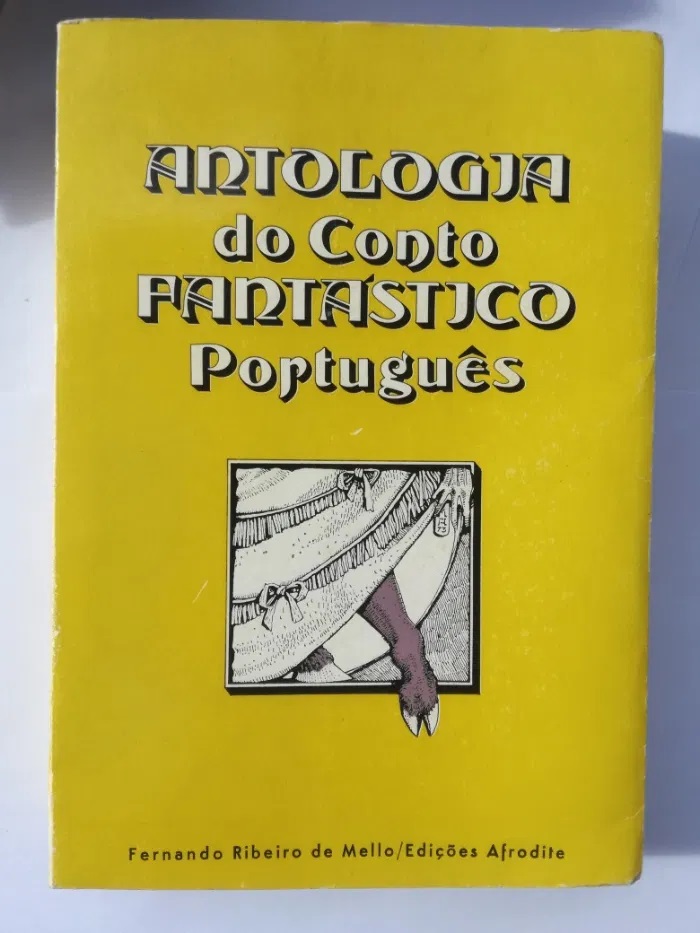 ANTOLOGIA
do Conto
FANTÁSTICO
Português
Fernando Ribeiro de Mello/Edições Afrodite